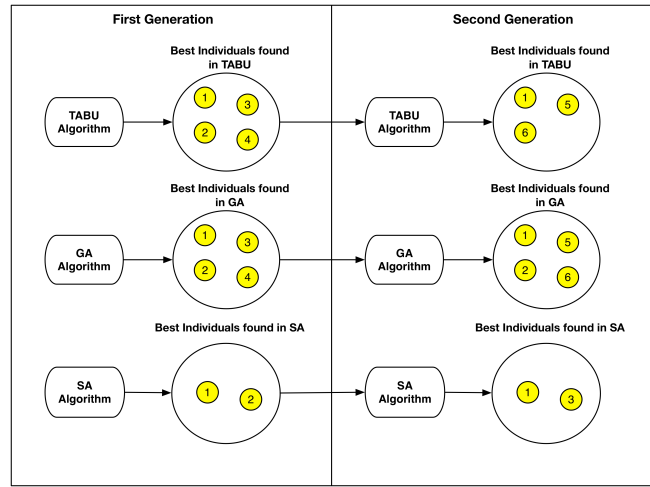 First Generation
Second Generation
Best Individuals found
in TABU
Best Individuals found
in TABU
TABU
Algorithm
1
3
2
4
TABU
Algorithm
1
5
6
Best Individuals found
in GA
Best Individuals found
in GA
GA
Algorithm
1
3
2
4
GA
Algorithm
1
5
2
6
Best Individuals found in SA
Best Individuals found in SA
SA
Algorithm
1
2
SA
Algorithm
1
3